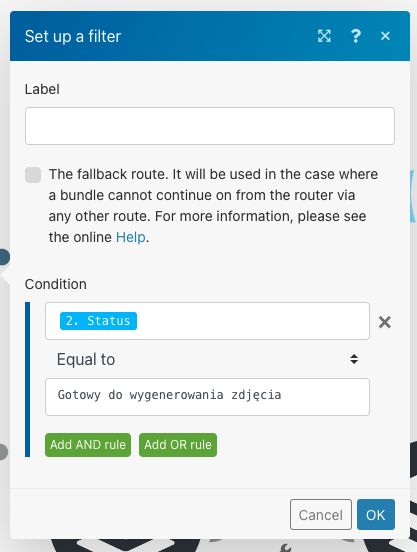 Set up a filter
Label
The fallback route. It will be used in the case where
a bundle cannot continue on from the router via
any other route. For more information, please see
the online Help.
Condition
2. Status
Equal to
Gotowy do wygenerowania zdjęcia
Add AND rule Add OR rule
Cancel OK